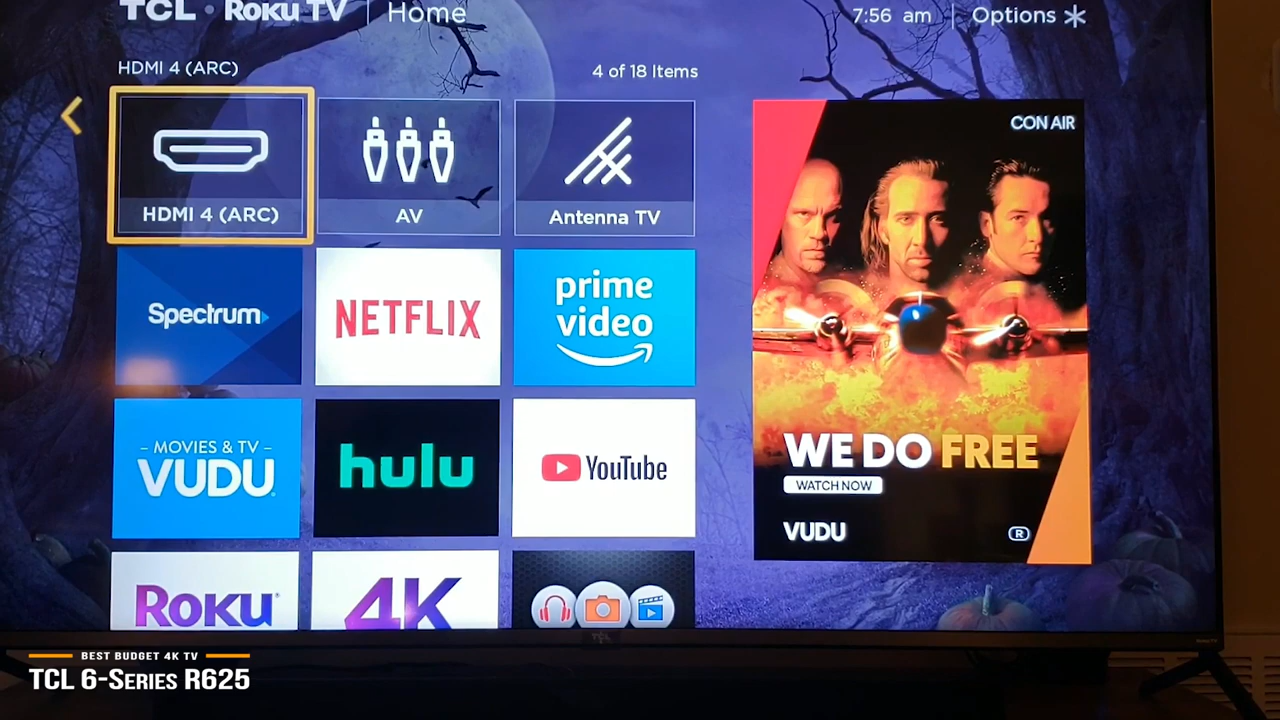 TCL • Roku TV | Home
7:56 am | Options
HDMI 4 (ARC)
4 of 18 Items
HDMI 4 (ARC)
AV
Antenna TV
Spectrum
NETFLIX
prime
video
– MOVIES & TV –
VUDU
hulu
YouTube
Roku
4K
CON AIR
WE DO FREE
WATCH NOW
VUDU
R
TCL
BEST BUDGET 4K TV
TCL 6-SERIES R625